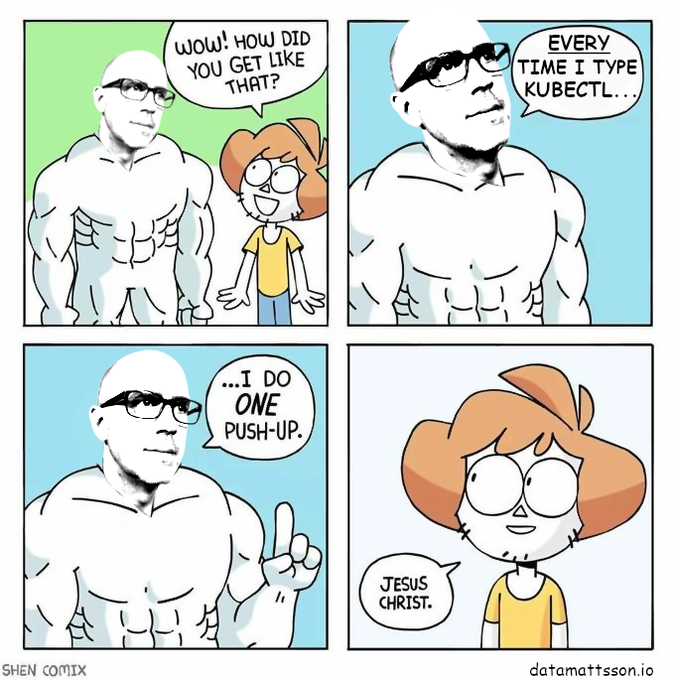 WOW! HOW DID
YOU GET LIKE
THAT?
EVERY
TIME I TYPE
KUBECTL...
...I DO
ONE
PUSH-UP.
JESUS
CHRIST.
SHEN COMIX
datamattsson.io